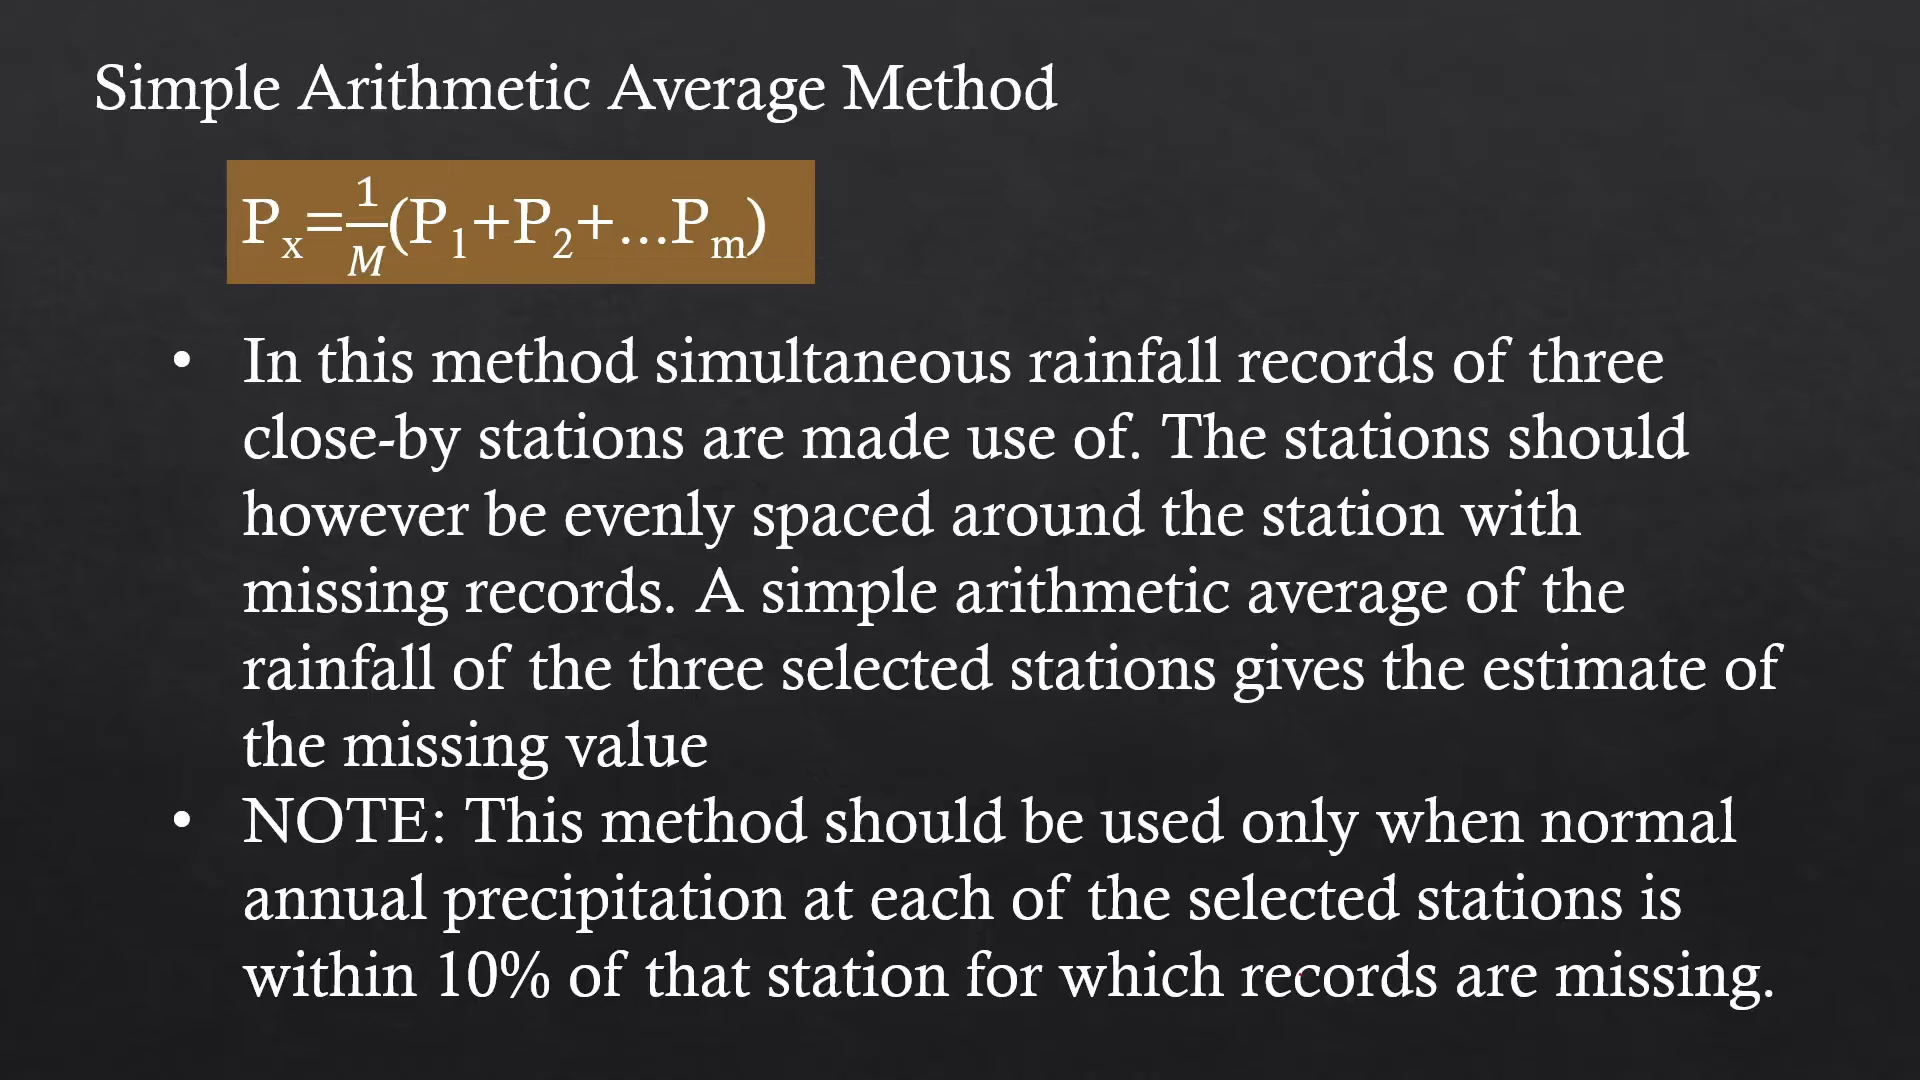 Simple Arithmetic Average Method
Pₓ=1/M(P₁+P₂+...Pₘ)
• In this method simultaneous rainfall records of three
close-by stations are made use of. The stations should
however be evenly spaced around the station with
missing records. A simple arithmetic average of the
rainfall of the three selected stations gives the estimate of
the missing value
• NOTE: This method should be used only when normal
annual precipitation at each of the selected stations is
within 10% of that station for which records are missing.